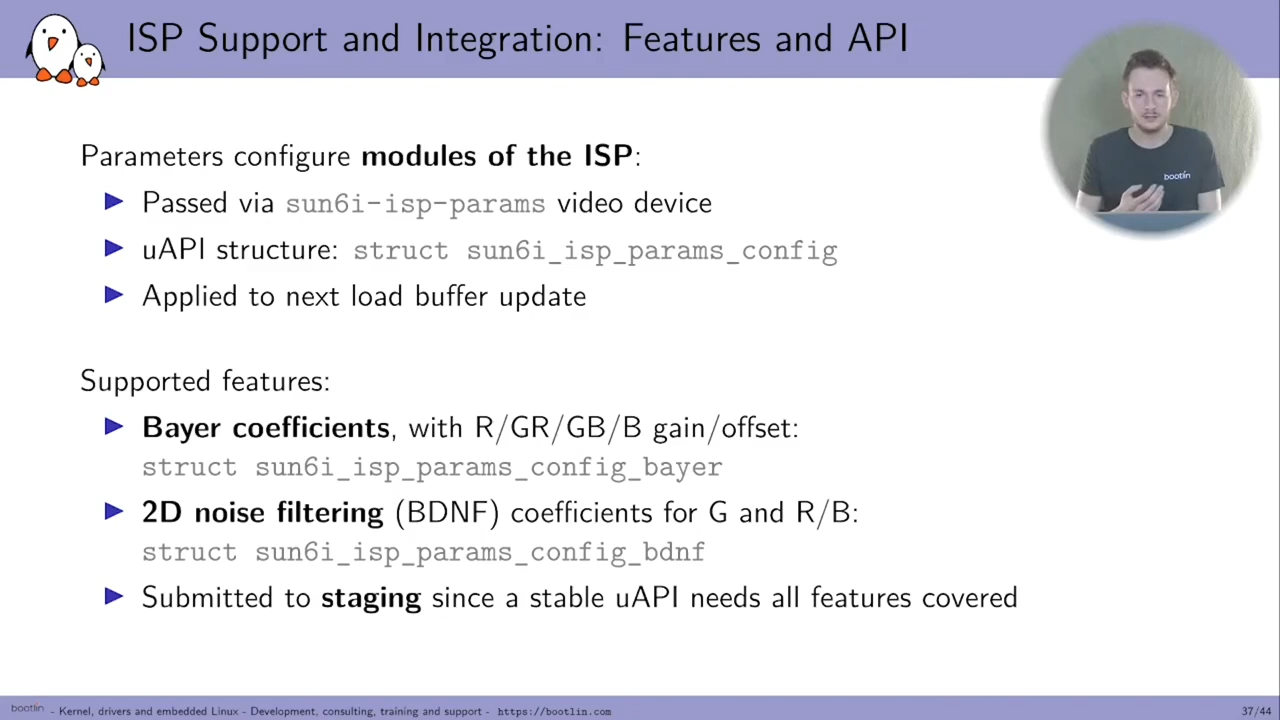 ISP Support and Integration: Features and API
bootlin
Parameters configure modules of the ISP:
Passed via sun6i-isp-params video device
uAPI structure: struct sun6i_isp_params_config
Applied to next load buffer update
Supported features:
Bayer coefficients, with R/GR/GB/B gain/offset:
struct sun6i_isp_params_config_bayer
2D noise filtering (BDNF) coefficients for G and R/B:
struct sun6i_isp_params_config_bdnf
Submitted to staging since a stable uAPI needs all features covered
bootlin - Kernel, drivers and embedded Linux - Development, consulting, training and support - https://bootlin.com 37/44